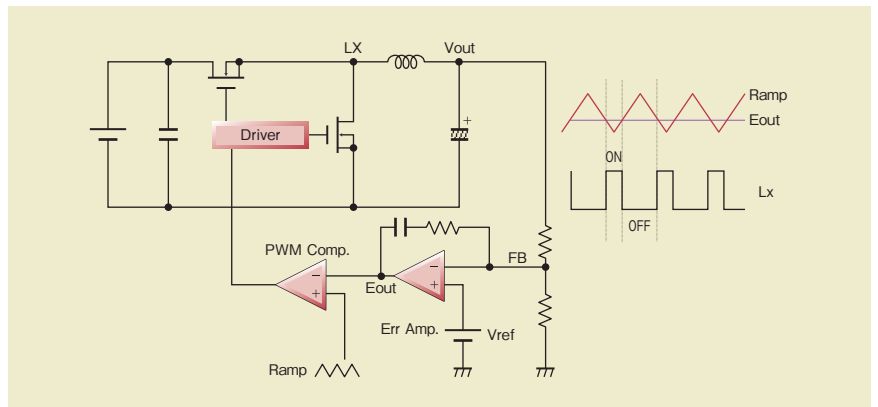 LX
Vout
Driver
+
Ramp
Eout
ON
OFF
Lx
PWM Comp.
−
+
Eout
−
+
FB
Err Amp.
Vref
Ramp